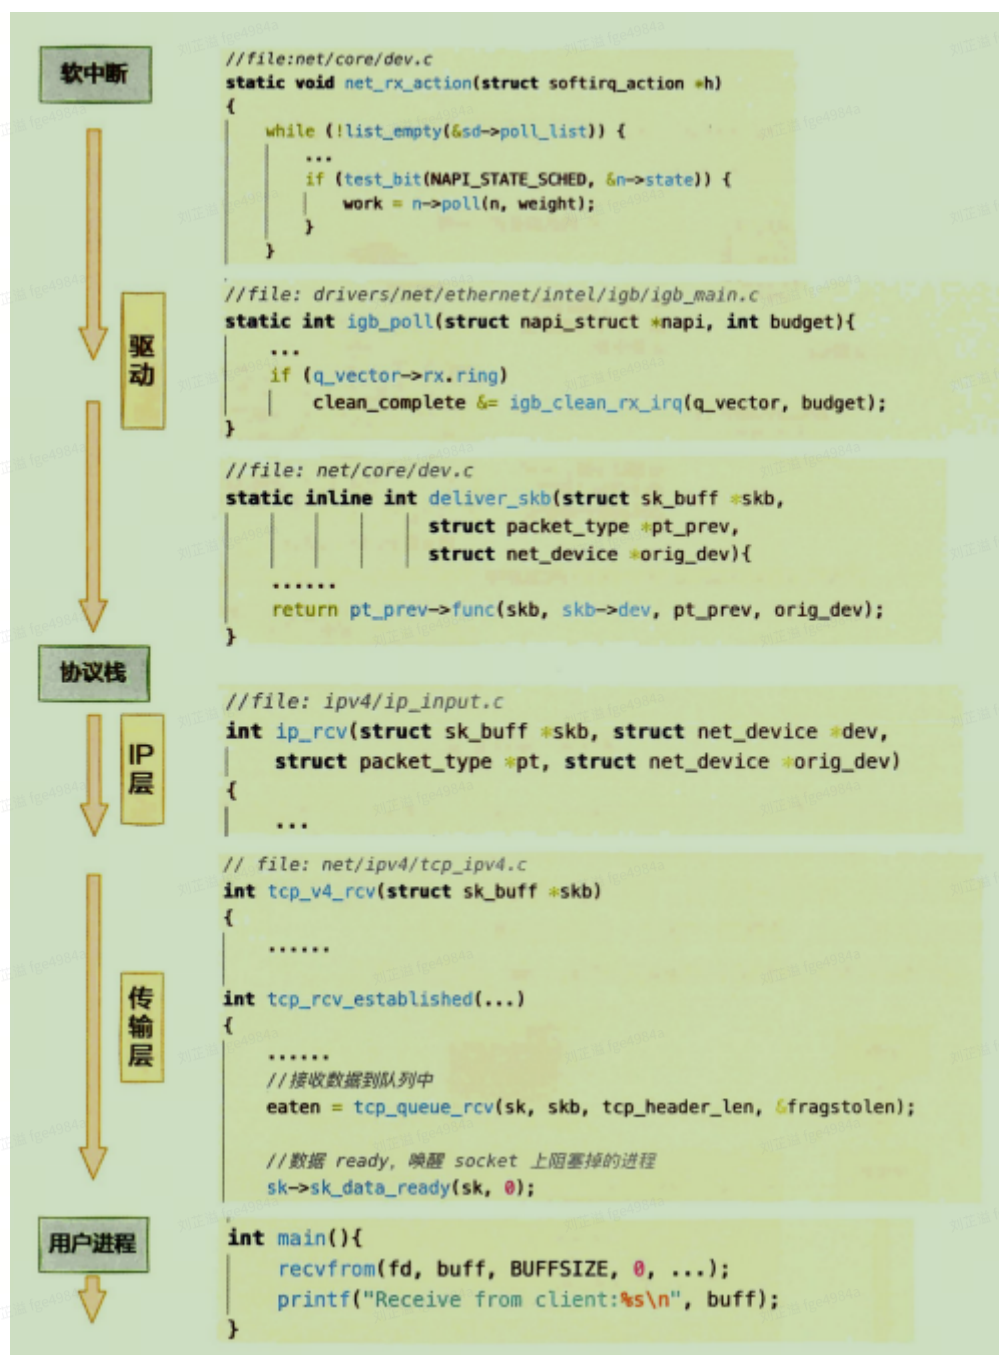 软中断
//file:net/core/dev.c
static void net_rx_action(struct softirq_action *h)
{
while (!list_empty(&sd->poll_list)) {
...
if (test_bit(NAPI_STATE_SCHED, &n->state)) {
work = n->poll(n, weight);
}
}
驱动
//file: drivers/net/ethernet/intel/igb/igb_main.c
static int igb_poll(struct napi_struct *napi, int budget){
...
if (q_vector->rx.ring)
clean_complete &= igb_clean_rx_irq(q_vector, budget);
}
//file: net/core/dev.c
static inline int deliver_skb(struct sk_buff *skb,
struct packet_type *pt_prev,
struct net_device *orig_dev){
......
return pt_prev->func(skb, skb->dev, pt_prev, orig_dev);
}
协议栈
IP层
//file: ipv4/ip_input.c
int ip_rcv(struct sk_buff *skb, struct net_device *dev,
struct packet_type *pt, struct net_device *orig_dev)
{
...
传输层
// file: net/ipv4/tcp_ipv4.c
int tcp_v4_rcv(struct sk_buff *skb)
{
......
int tcp_rcv_established(...)
{
......
//接收数据到队列中
eaten = tcp_queue_rcv(sk, skb, tcp_header_len, &fragstolen);
//数据 ready, 唤醒 socket 上阻塞掉的进程
sk->sk_data_ready(sk, 0);
用户进程
int main(){
recvfrom(fd, buff, BUFFSIZE, 0, ...);
printf("Receive from client:%s\n", buff);
}